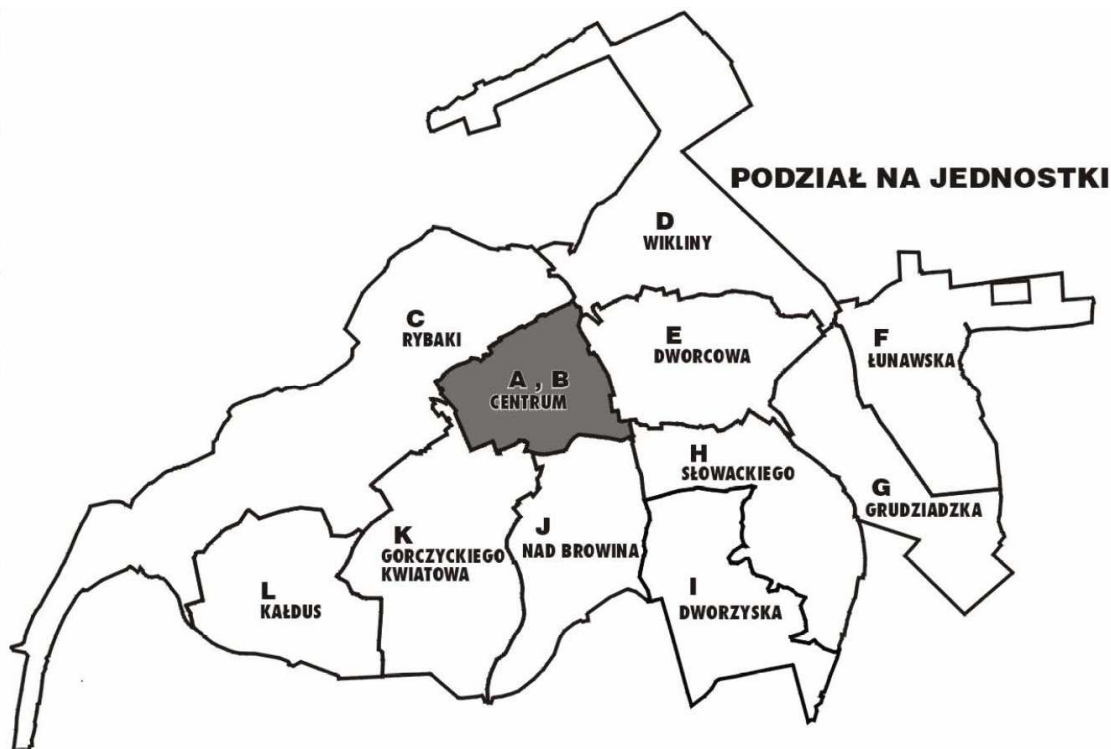 PODZIAŁ NA JEDNOSTKI
D
WIKLINY
C
RYBAKI
E
DWORCOWA
F
ŁUNAWSKA
A , B
CENTRUM
H
SŁOWACKIEGO
G
GRUDZIADZKA
K
GORCZYCKIEGO
KWIATOWA
J
NAD BROWINA
L
KAŁDUS
I
DWORZYSKA